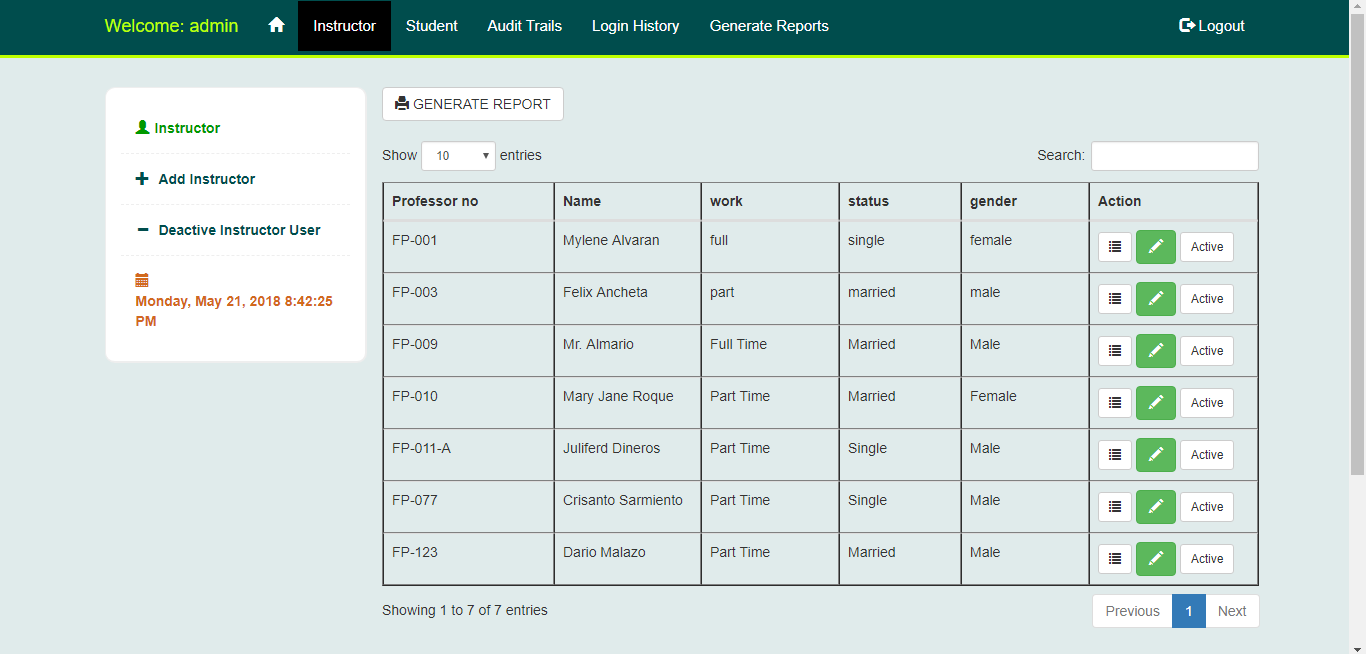 Welcome: admin Instructor Student Audit Trails Login History Generate Reports Logout
Instructor
Add Instructor
Deactive Instructor User
Monday, May 21, 2018 8:42:25
PM
GENERATE REPORT
Show 10 entries Search:
Professor no Name work status gender Action
FP-001 Mylene Alvaran full single female Active
FP-003 Felix Ancheta part married male Active
FP-009 Mr. Almario Full Time Married Male Active
FP-010 Mary Jane Roque Part Time Married Female Active
FP-011-A Juliferd Dineros Part Time Single Male Active
FP-077 Crisanto Sarmiento Part Time Single Male Active
FP-123 Dario Malazo Part Time Married Male Active
Showing 1 to 7 of 7 entries Previous 1 Next